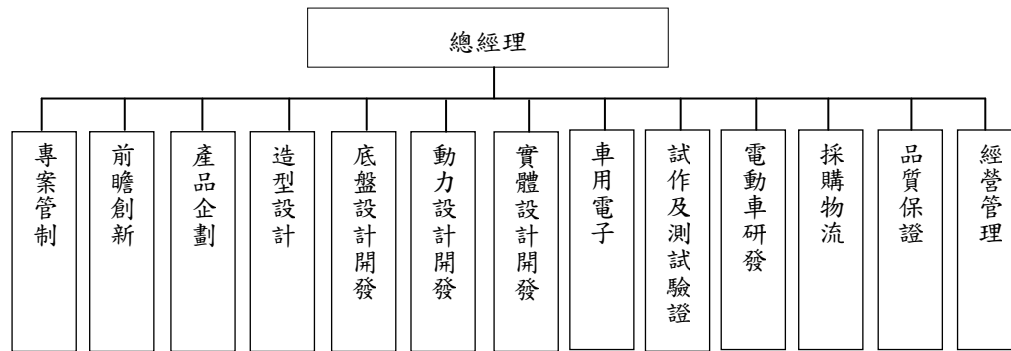 總經理
專案管制
前瞻創新
產品企劃
造型設計
底盤設計開發
動力設計開發
實體設計開發
車用電子
試作及測試驗證
電動車研發
採購物流
品質保證
經營管理